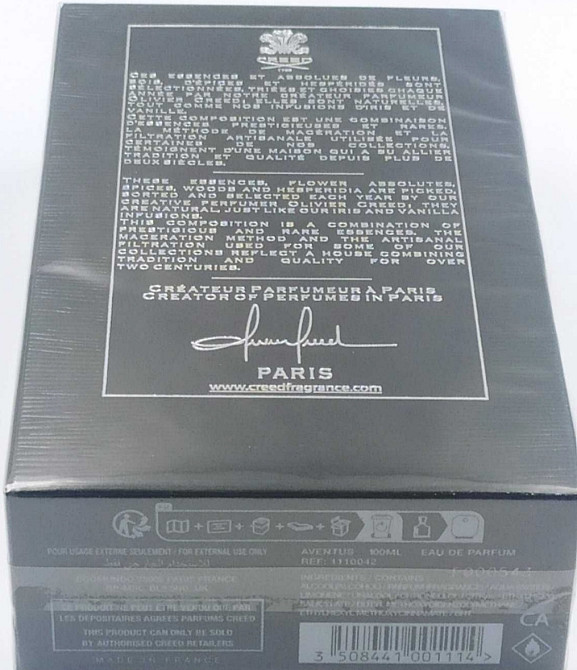 CREED
1760
CES ESSENCES ET ABSOLUES DE FLEURS,
BOIS, D'ÉPICES ET HESPÉRIDÉS SONT
SÉLECTIONNÉES, TRIÉES ET CHOISIES CHAQUE
ANNÉE PAR NOTRE CRÉATEUR PARFUMEUR
OLIVIER CREED, ELLES SONT NATURELLES,
TOUT COMME NOS INFUSIONS D'IRIS ET DE
VANILLE.
CETTE COMPOSITION EST UNE COMBINAISON
D'ESSENCES PRESTIGIEUSES ET RARES.
LA MÉTHODE DE MACÉRATION ET LA
FILTRATION ARTISANALE UTILISÉE POUR
CERTAINES DE NOS COLLECTIONS,
TÉMOIGNENT D'UNE MAISON QUI A SU ALLIER
TRADITION ET QUALITÉ DEPUIS PLUS DE
DEUX SIÈCLES.
THESE ESSENCES, FLOWER ABSOLUTES,
SPICES, WOODS AND HESPERIDIA ARE PICKED,
SORTED AND SELECTED EACH YEAR BY OUR
CREATIVE PERFUMER OLIVIER CREED, THEY
ARE NATURAL, JUST LIKE OUR IRIS AND VANILLA
INFUSIONS.
THIS COMPOSITION IS A COMBINATION OF
PRESTIGIOUS AND RARE ESSENCES. THE
MACERATION METHOD AND THE ARTISANAL
FILTRATION USED FOR SOME OF OUR
COLLECTIONS REFLECT A HOUSE COMBINING
TRADITION AND QUALITY FOR OVER
TWO CENTURIES.
CRÉATEUR PARFUMEUR À PARIS
CREATOR OF PERFUMES IN PARIS
PARIS
www.creedfragrance.com
POUR USAGE EXTERNE SEULEMENT / FOR EXTERNAL USE ONLY
للاستعمال الخارجي فقط
AVENTUS 100ML EAU DE PARFUM
REF: 1110042
INGREDIENTS / CONTAINS
CE PRODUIT NE PEUT ETRE VENDU QUE PAR
LES DÉPOSITAIRES AGRÉÉS PARFUMS CREED
THIS PRODUCT CAN ONLY BE SOLD
BY AUTHORISED CREED RETAILERS
MADE IN FRANCE
CA
3 508441 001114 >